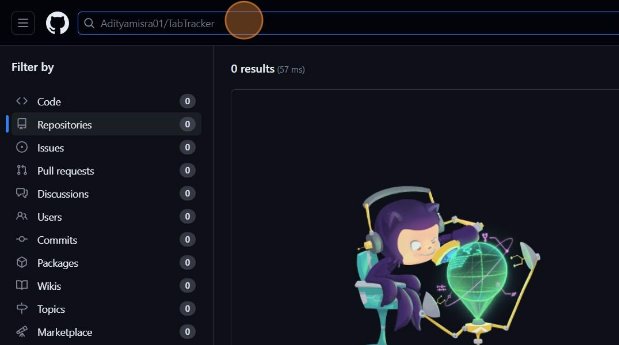 Adityamisra01/TabTracker
Filter by
0 results (57 ms)
Code 0
Repositories 0
Issues 0
Pull requests 0
Discussions 0
Users 0
Commits 0
Packages 0
Wikis 0
Topics 0
Marketplace 0